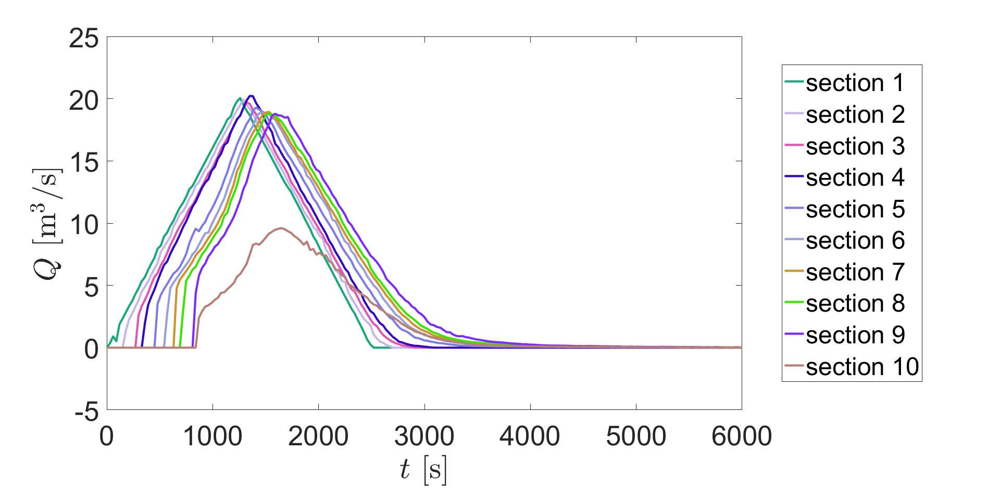 25
20
15
10
5
0
-5
Q [m³/s]
0 1000 2000 3000 4000 5000 6000
t [s]
section 1
section 2
section 3
section 4
section 5
section 6
section 7
section 8
section 9
section 10